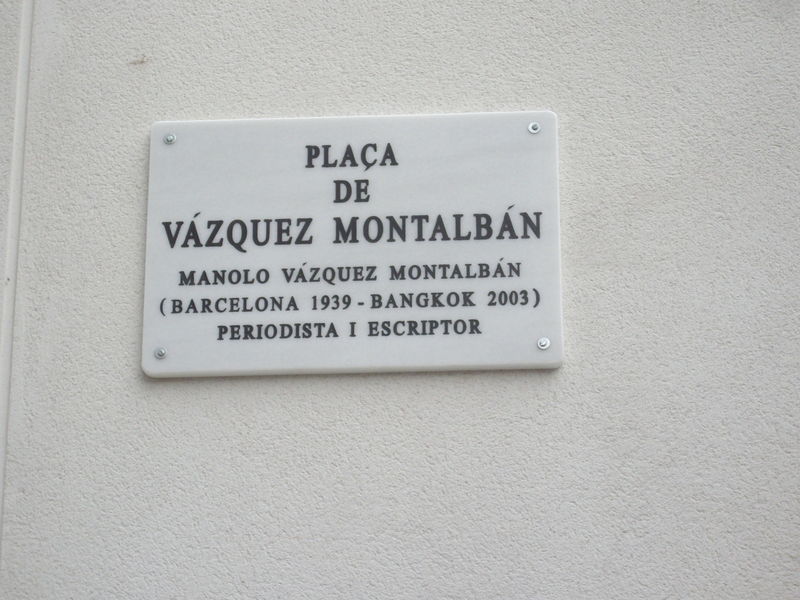 PLAÇA
DE
VÁZQUEZ MONTALBÁN
MANOLO VÁZQUEZ MONTALBÁN
(BARCELONA 1939 - BANGKOK 2003)
PERIODISTA I ESCRIPTOR